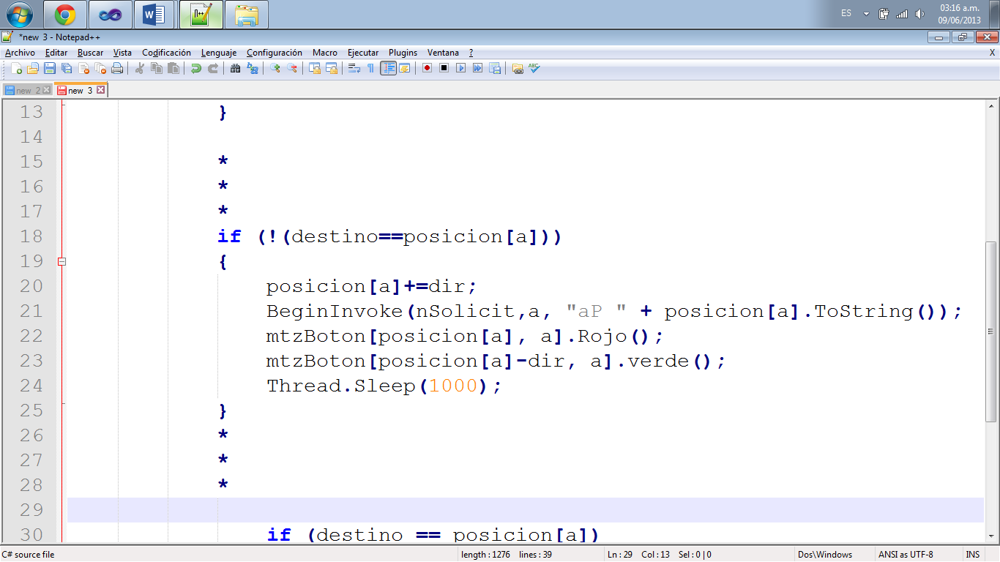 ES
03:16 a.m.
09/06/2013
*new 3 - Notepad++
Archivo Editar Buscar Vista Codificación Lenguaje Configuración Macro Ejecutar Plugins Ventana ? X
new 2 new 3
13 }
14
15 *
16 *
17 *
18 if (!(destino==posicion[a]))
19 {
20 posicion[a]+=dir;
21 BeginInvoke(nSolicit,a, "aP " + posicion[a].ToString());
22 mtzBoton[posicion[a], a].Rojo();
23 mtzBoton[posicion[a]-dir, a].verde();
24 Thread.Sleep(1000);
25 }
26 *
27 *
28 *
29
30 if (destino == posicion[a])
C# source file length : 1276 lines : 39 Ln : 29 Col : 13 Sel : 0 | 0 Dos\Windows ANSI as UTF-8 INS